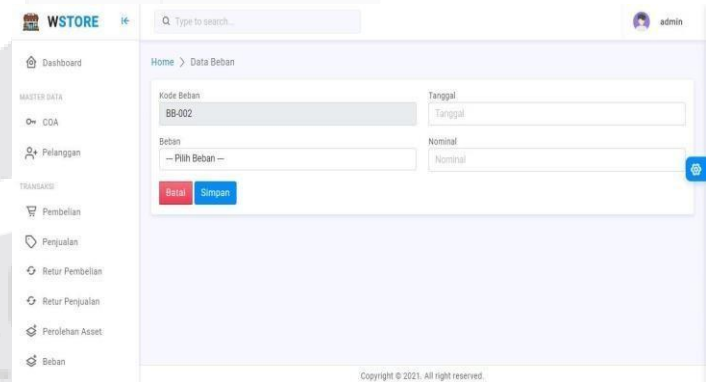 WSTORE
Type to search...
admin
Dashboard
MASTER DATA
COA
Pelanggan
TRANSAKSI
Pembelian
Penjualan
Retur Pembelian
Retur Penjualan
Perolehan Asset
Beban
Home > Data Beban
Kode Beban
BB-002
Tanggal
Tanggal
Beban
--- Pilih Beban ---
Nominal
Nominal
Batal Simpan
Copyright © 2021. All right reserved.